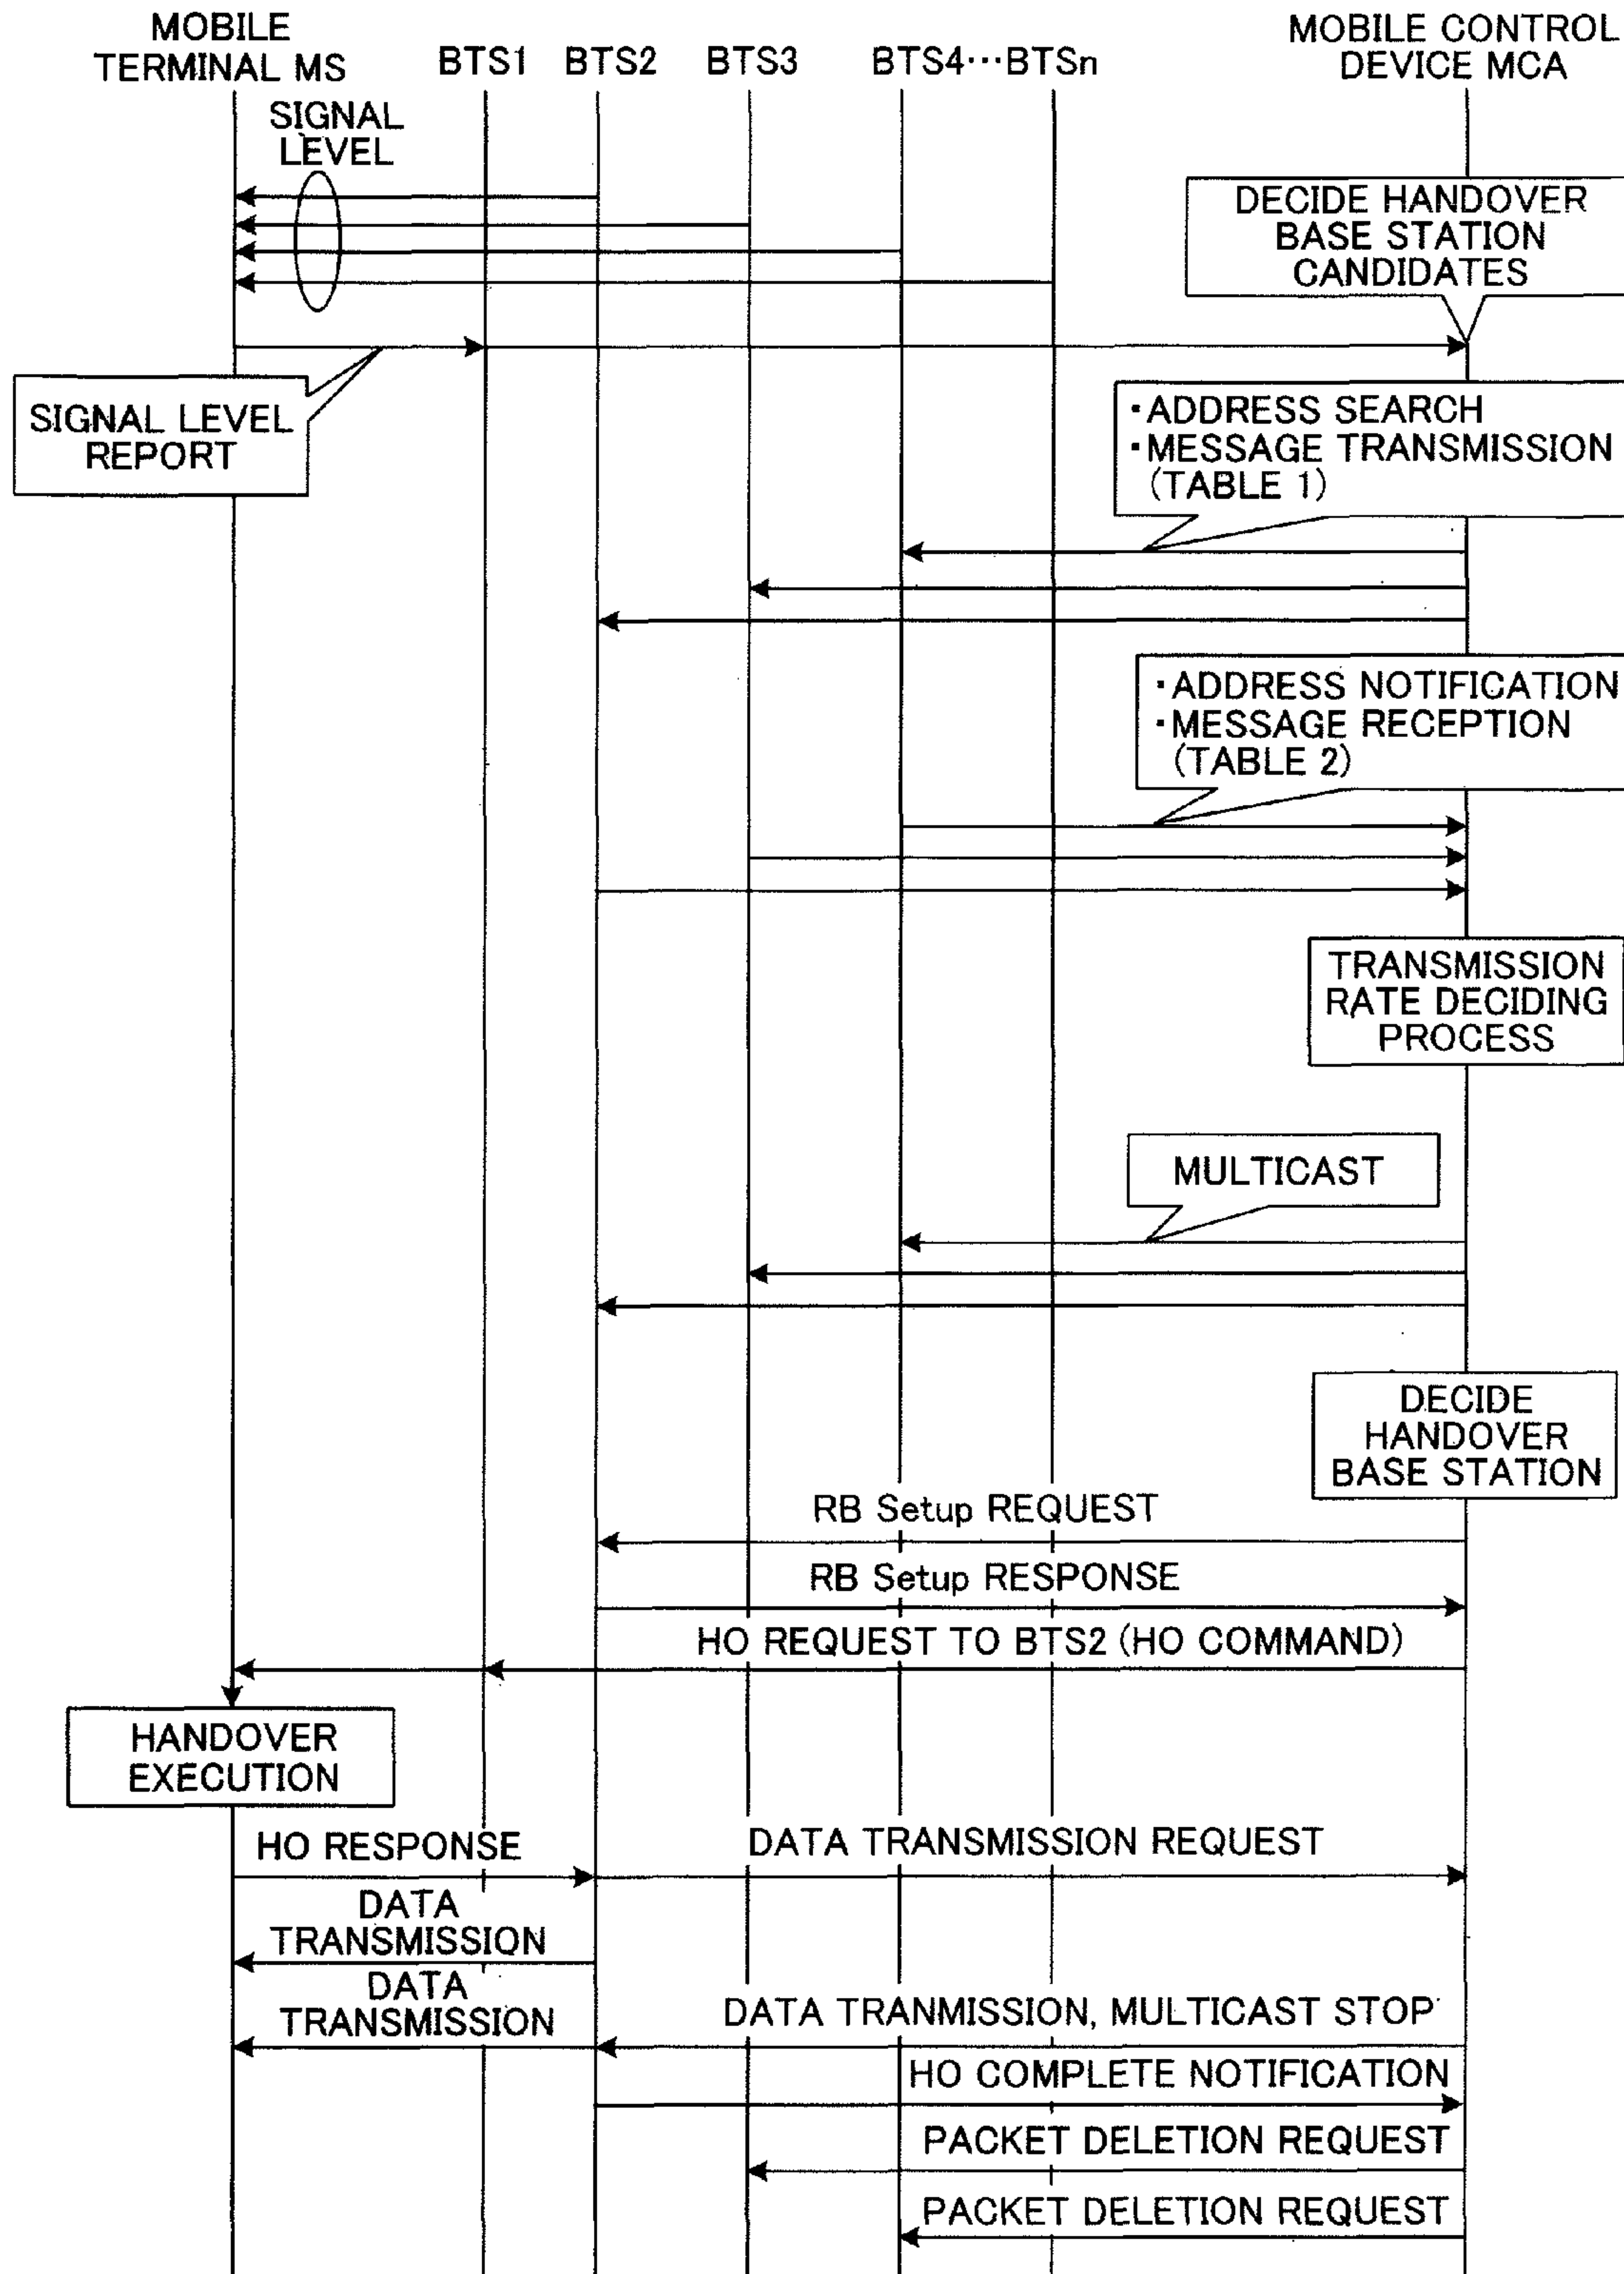 MOBILE
TERMINAL MS
BTS1
BTS2
BTS3
BTS4···BTSn
MOBILE CONTROL
DEVICE MCA
SIGNAL
LEVEL
DECIDE HANDOVER
BASE STATION
CANDIDATES
SIGNAL LEVEL
REPORT
・ADDRESS SEARCH
・MESSAGE TRANSMISSION
(TABLE 1)
・ADDRESS NOTIFICATION
・MESSAGE RECEPTION
(TABLE 2)
TRANSMISSION
RATE DECIDING
PROCESS
MULTICAST
DECIDE
HANDOVER
BASE STATION
RB Setup REQUEST
RB Setup RESPONSE
HO REQUEST TO BTS2 (HO COMMAND)
HANDOVER
EXECUTION
HO RESPONSE
DATA TRANSMISSION REQUEST
DATA
TRANSMISSION
DATA
TRANSMISSION
DATA TRANMISSION, MULTICAST STOP
HO COMPLETE NOTIFICATION
PACKET DELETION REQUEST
PACKET DELETION REQUEST